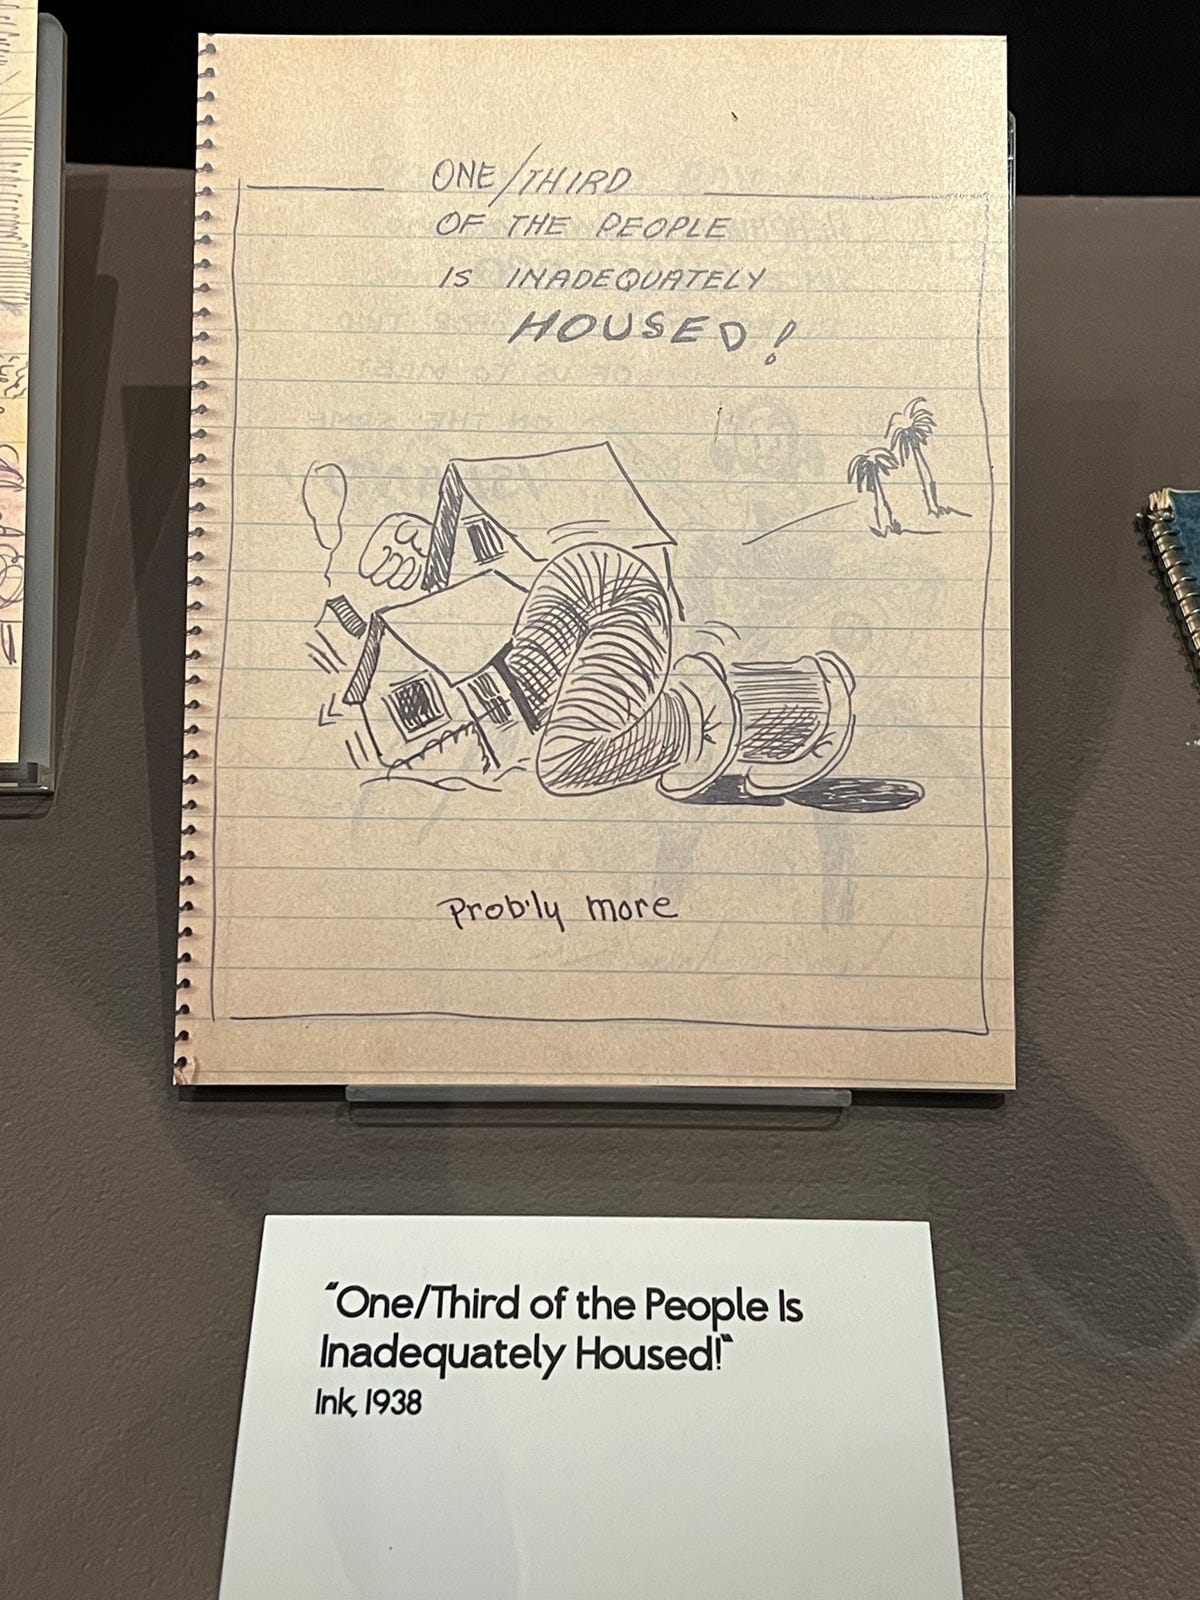 ONE/THIRD
OF THE PEOPLE
IS INADEQUATELY
HOUSED!
Prob'ly more
"One/Third of the People Is
Inadequately Housed!"
Ink, 1938